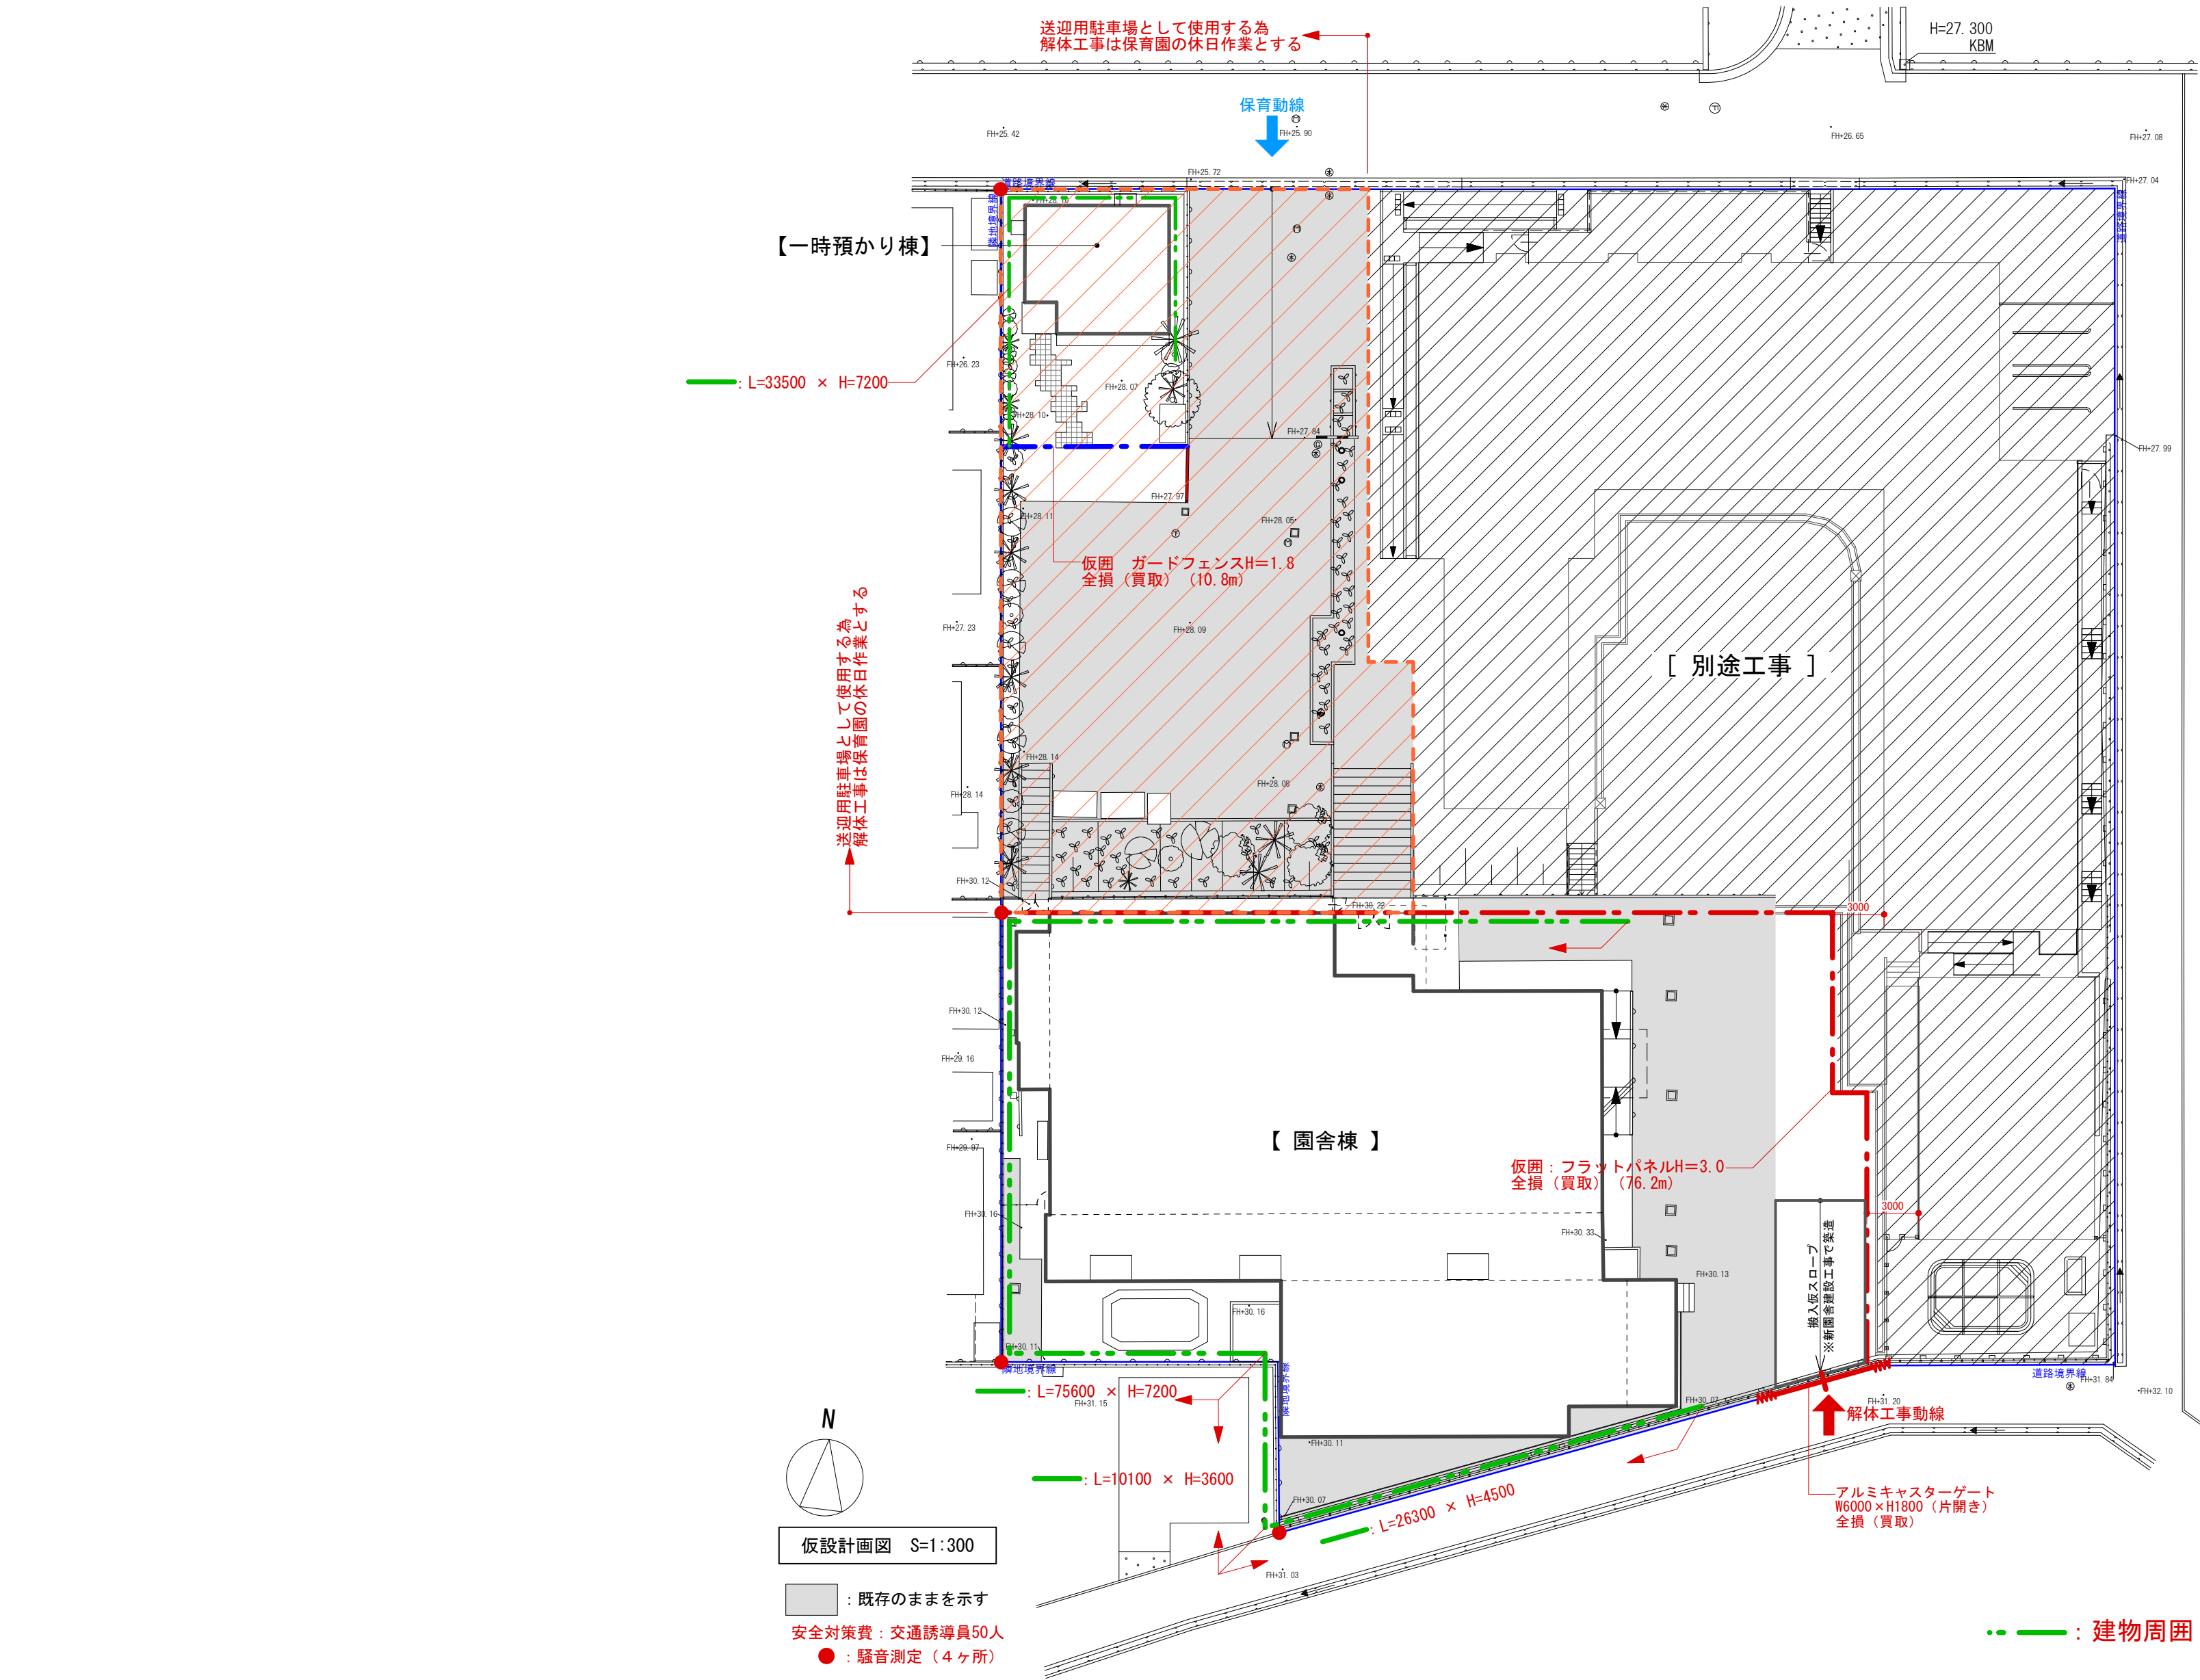 送迎用駐車場として使用する為
解体工事は保育園の休日作業とする
H=27.300
KBM
保育動線
FH+25.42
FH+25.90
FH+26.65
FH+27.08
FH+25.72
FH+27.04
道路境界線
隣地境界線
FH+28.10
道路境界線
【一時預かり棟】
FH+26.23
: L=33500 × H=7200
FH+28.07
FH+28.10
FH+27.84
FH+27.99
FH+27.97
FH+28.11
FH+28.05
仮囲 ガードフェンスH＝1.8
全損（買取）（10.8m）
送迎用駐車場として使用する為
解体工事は保育園の休日作業とする
FH+27.23
FH+28.09
［ 別途工事 ］
FH+28.14
FH+28.14
FH+28.08
FH+30.12
FH+30.22
3000
FH+30.12
FH+29.16
FH+29.97
【 園舎棟 】
仮囲：フラットパネルH＝3.0
全損（買取）（76.2m）
3000
FH+30.16
FH+30.33
FH+30.13
搬入仮スロープ
※新園舎建設工事で築造
FH+30.16
FH+30.11
隣地境界線
隣地境界線
道路境界線
FH+31.84
FH+32.10
: L=75600 × H=7200
FH+31.15
FH+30.07
FH+31.20
解体工事動線
N
FH+30.11
: L=10100 × H=3600
FH+30.07
: L=26300 × H=4500
アルミキャスターゲート
W6000×H1800（片開き）
全損（買取）
仮設計画図 S=1:300
FH+31.03
：既存のままを示す
安全対策費：交通誘導員50人
：騒音測定（４ヶ所）
：建物周囲